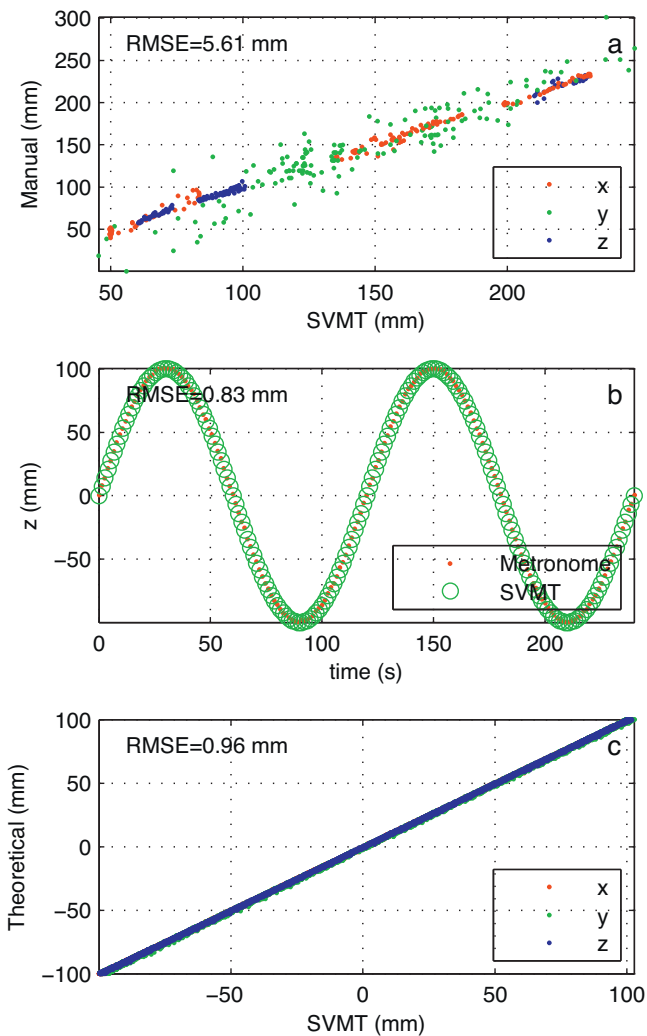 300
RMSE=5.61 mm
a
250
200
150
100
50
Manual (mm)
x
y
z
50
100
150
200
SVMT (mm)
100
RMSE=0.83 mm
b
50
0
−50
z (mm)
Metronome
SVMT
0
50
100
150
200
time (s)
100
RMSE=0.96 mm
c
50
0
−50
−100
Theoretical (mm)
x
y
z
−50
0
50
100
SVMT (mm)